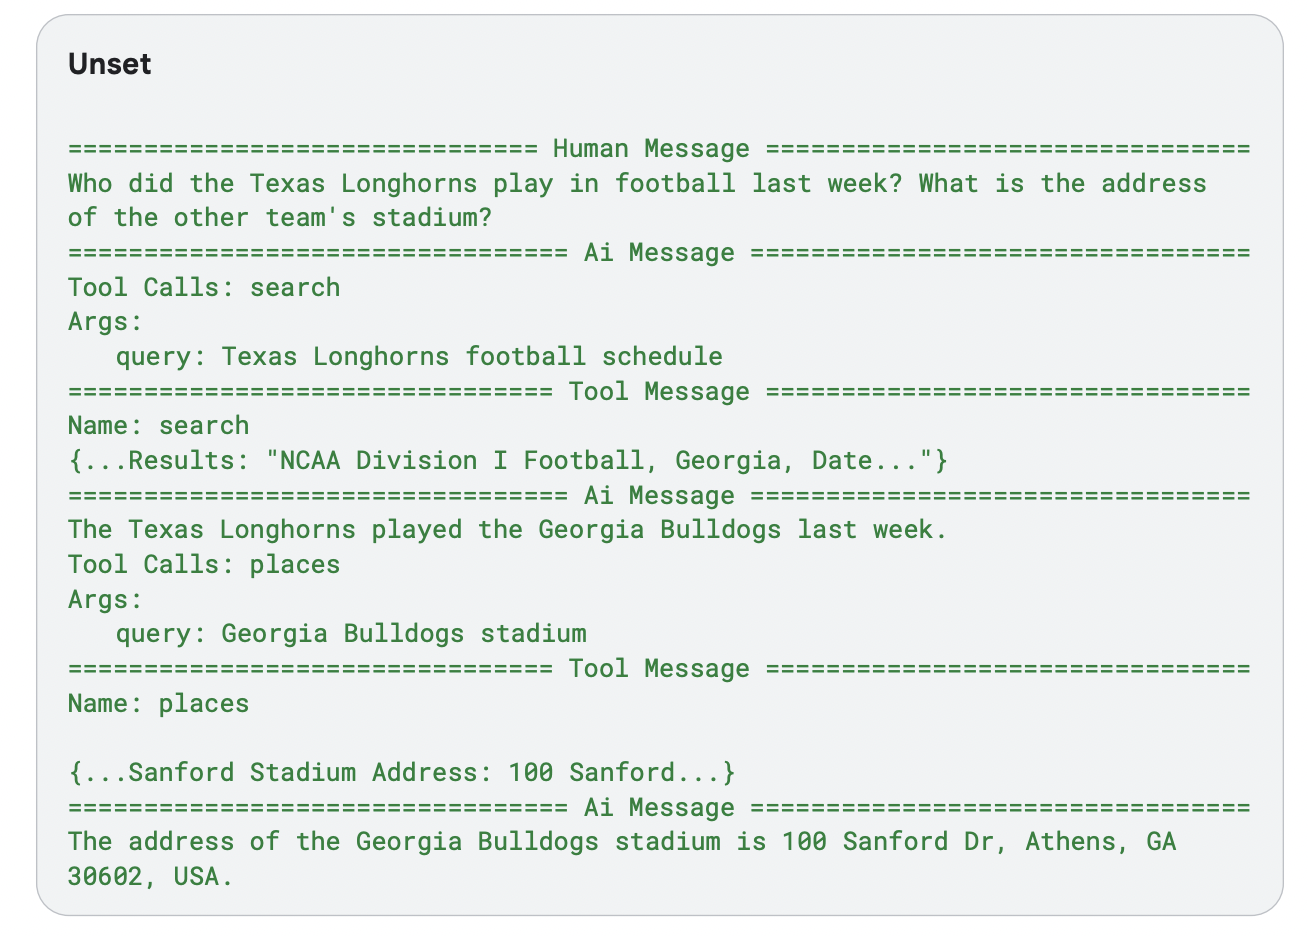 Unset
=============================== Human Message ================================
Who did the Texas Longhorns play in football last week? What is the address
of the other team's stadium?
================================= Ai Message =================================
Tool Calls: search
Args:
   query: Texas Longhorns football schedule
================================ Tool Message ================================
Name: search
{...Results: "NCAA Division I Football, Georgia, Date..."}
================================= Ai Message =================================
The Texas Longhorns played the Georgia Bulldogs last week.
Tool Calls: places
Args:
   query: Georgia Bulldogs stadium
================================ Tool Message ================================
Name: places
{...Sanford Stadium Address: 100 Sanford...}
================================= Ai Message =================================
The address of the Georgia Bulldogs stadium is 100 Sanford Dr, Athens, GA
30602, USA.